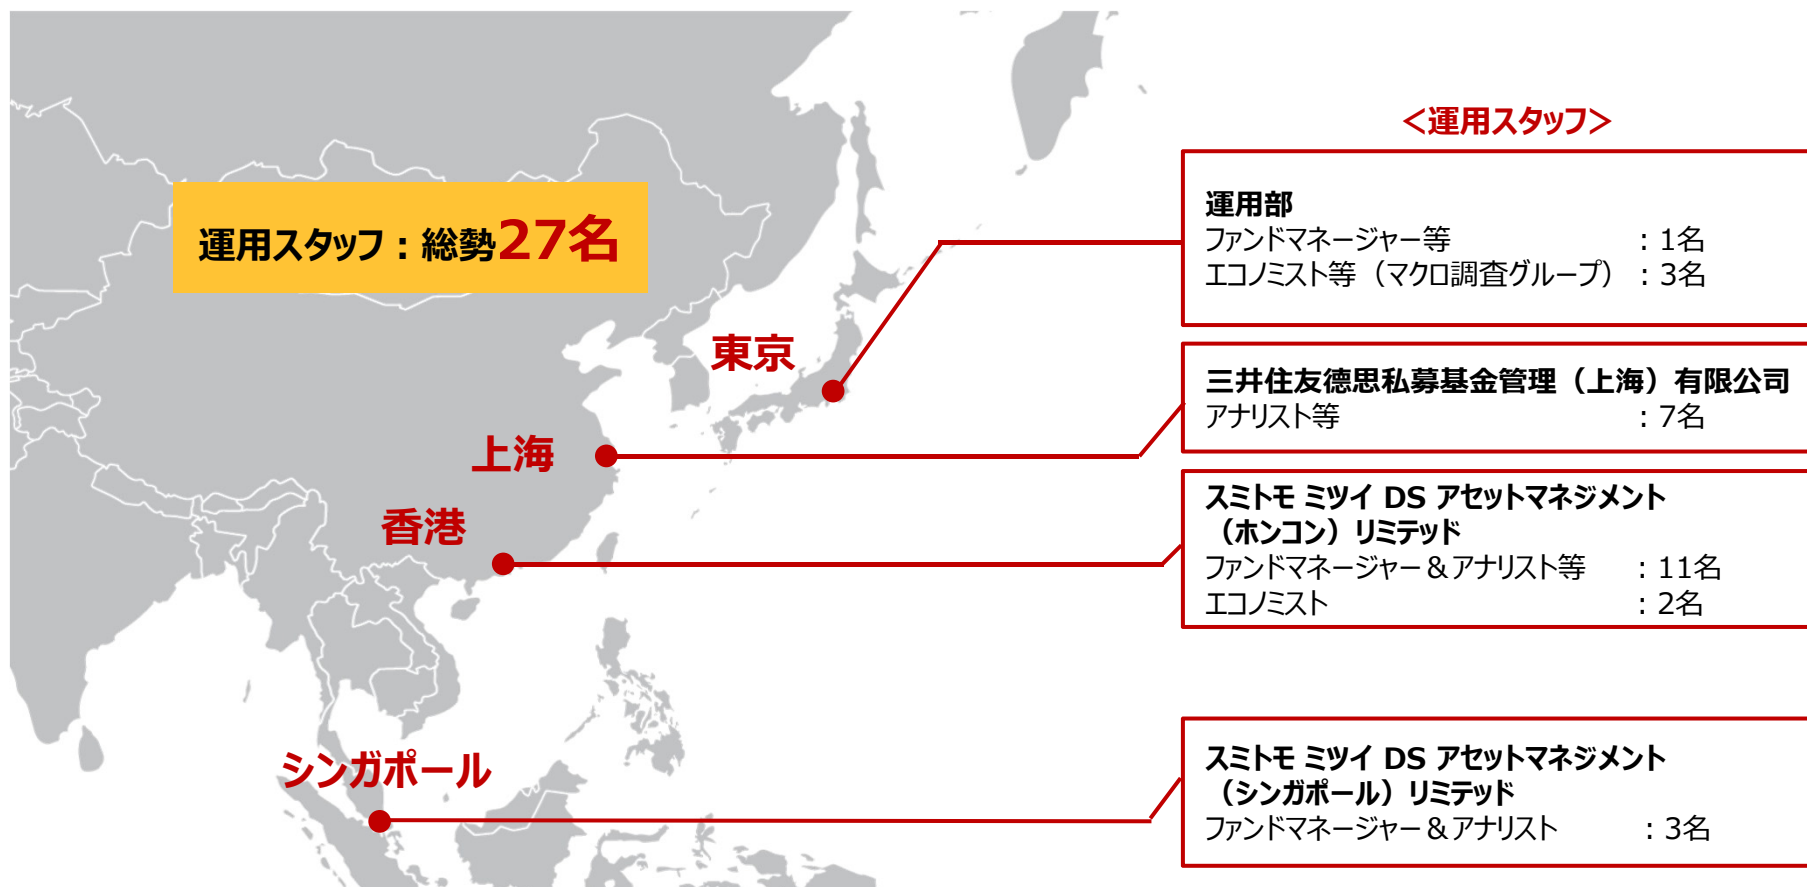 ＜運用スタッフ＞
運用スタッフ：総勢27名
東京
上海
香港
シンガポール
運用部
ファンドマネージャー等 ：1名
エコノミスト等（マクロ調査グループ）：3名
三井住友德思私募基金管理（上海）有限公司
アナリスト等 ：7名
スミトモ ミツイ DS アセットマネジメント
（ホンコン）リミテッド
ファンドマネージャー＆アナリスト等 ：11名
エコノミスト ：2名
スミトモ ミツイ DS アセットマネジメント
（シンガポール）リミテッド
ファンドマネージャー＆アナリスト ：3名